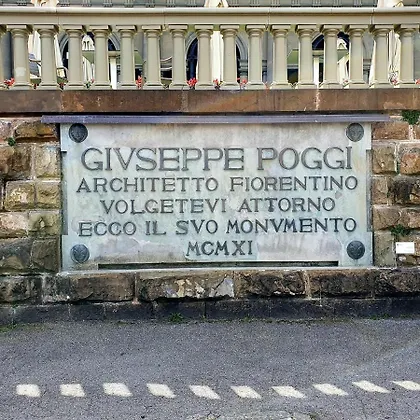 GIVSEPPE POGGI
ARCHITETTO FIORENTINO
VOLGETEVI ATTORNO
ECCO IL SVO MONVMENTO
MCMXI